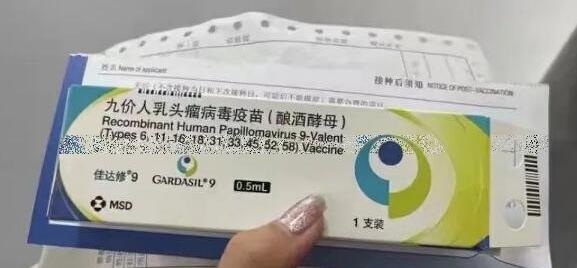 姓名 Name of applicant
接种后须知 NOTICE OF POST-VACCINATION
九价人乳头瘤病毒疫苗（酿酒酵母）
Recombinant Human Papillomavirus 9-Valent
(Types 6, 11, 16, 18, 31, 33, 45, 52, 58) Vaccine
佳达修®9
GARDASIL®9
0.5mL
MSD
1支装